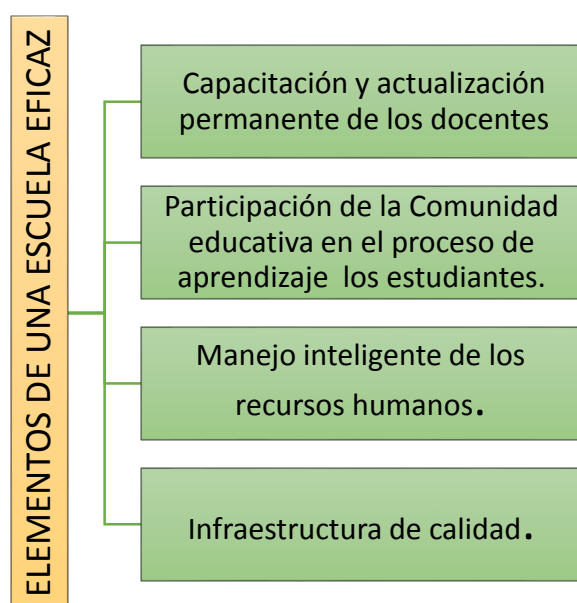 ELEMENTOS DE UNA ESCUELA EFICAZ
Capacitación y actualización
permanente de los docentes
Participación de la Comunidad
educativa en el proceso de
aprendizaje  los estudiantes.
Manejo inteligente de los
recursos humanos.
Infraestructura de calidad.